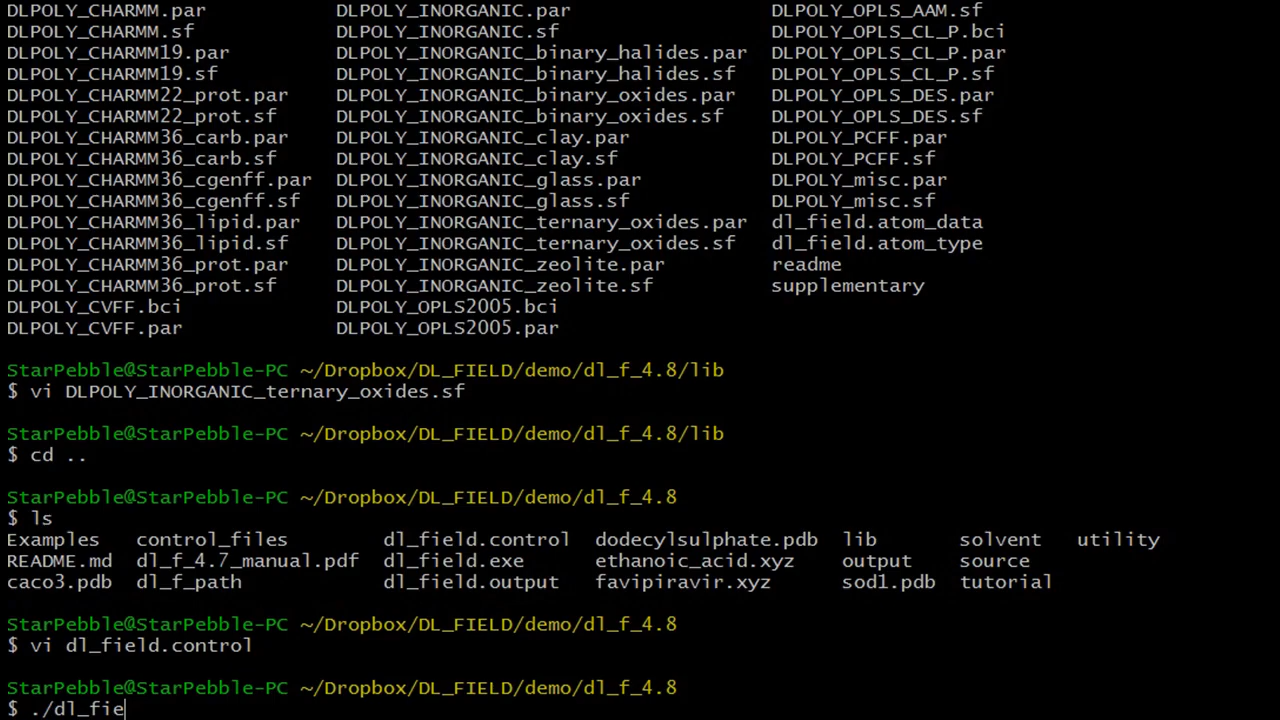 DLPOLY_CHARMM.par DLPOLY_INORGANIC.par DLPOLY_OPLS_AAM.sf
DLPOLY_CHARMM.sf DLPOLY_INORGANIC.sf DLPOLY_OPLS_CL_P.bci
DLPOLY_CHARMM19.par DLPOLY_INORGANIC_binary_halides.par DLPOLY_OPLS_CL_P.par
DLPOLY_CHARMM19.sf DLPOLY_INORGANIC_binary_halides.sf DLPOLY_OPLS_CL_P.sf
DLPOLY_CHARMM22_prot.par DLPOLY_INORGANIC_binary_oxides.par DLPOLY_OPLS_DES.par
DLPOLY_CHARMM22_prot.sf DLPOLY_INORGANIC_binary_oxides.sf DLPOLY_OPLS_DES.sf
DLPOLY_CHARMM36_carb.par DLPOLY_INORGANIC_clay.par DLPOLY_PCFF.par
DLPOLY_CHARMM36_carb.sf DLPOLY_INORGANIC_clay.sf DLPOLY_PCFF.sf
DLPOLY_CHARMM36_cgenff.par DLPOLY_INORGANIC_glass.par DLPOLY_misc.par
DLPOLY_CHARMM36_cgenff.sf DLPOLY_INORGANIC_glass.sf DLPOLY_misc.sf
DLPOLY_CHARMM36_lipid.par DLPOLY_INORGANIC_ternary_oxides.par dl_field.atom_data
DLPOLY_CHARMM36_lipid.sf DLPOLY_INORGANIC_ternary_oxides.sf dl_field.atom_type
DLPOLY_CHARMM36_prot.par DLPOLY_INORGANIC_zeolite.par readme
DLPOLY_CHARMM36_prot.sf DLPOLY_INORGANIC_zeolite.sf supplementary
DLPOLY_CVFF.bci DLPOLY_OPLS2005.bci
DLPOLY_CVFF.par DLPOLY_OPLS2005.par
StarPebble@StarPebble-PC ~/Dropbox/DL_FIELD/demo/dl_f_4.8/lib
$ vi DLPOLY_INORGANIC_ternary_oxides.sf
StarPebble@StarPebble-PC ~/Dropbox/DL_FIELD/demo/dl_f_4.8/lib
$ cd ..
StarPebble@StarPebble-PC ~/Dropbox/DL_FIELD/demo/dl_f_4.8
$ ls
Examples control_files dl_field.control dodecylsulphate.pdb lib solvent utility
README.md dl_f_4.7_manual.pdf dl_field.exe ethanoic_acid.xyz output source
caco3.pdb dl_f_path dl_field.output favipiravir.xyz sod1.pdb tutorial
StarPebble@StarPebble-PC ~/Dropbox/DL_FIELD/demo/dl_f_4.8
$ vi dl_field.control
StarPebble@StarPebble-PC ~/Dropbox/DL_FIELD/demo/dl_f_4.8
$ ./dl_fie